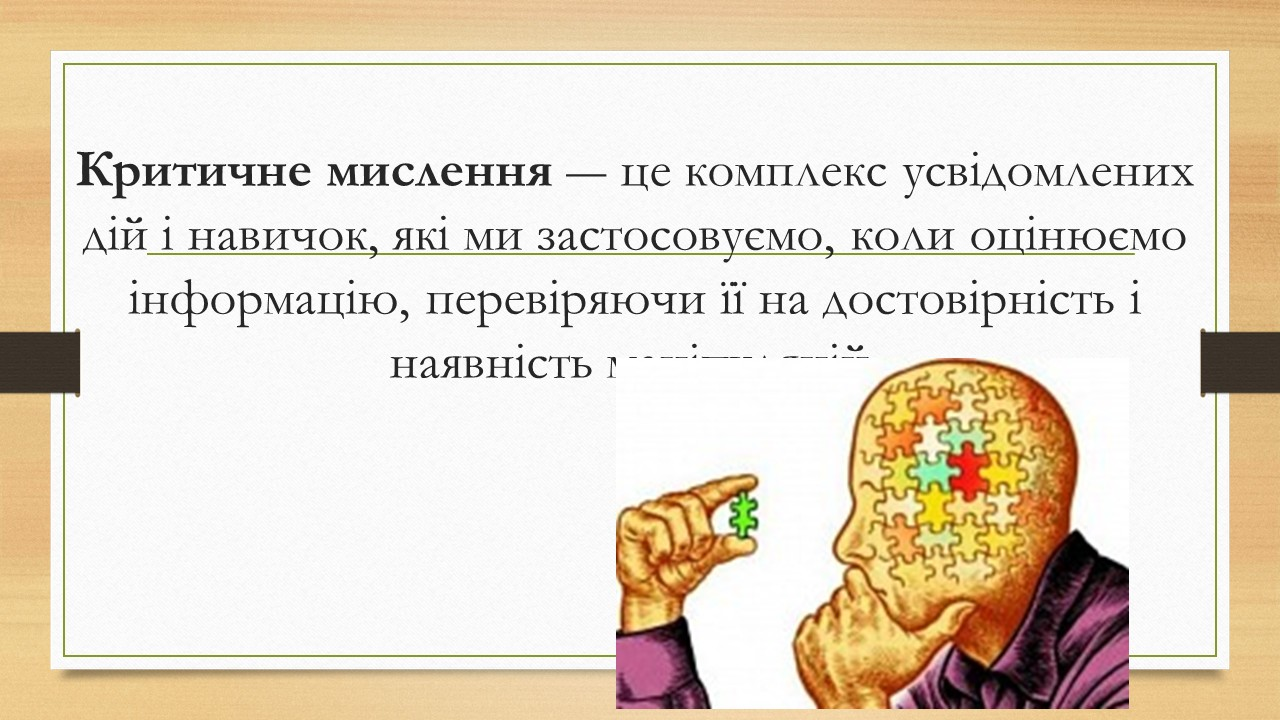 Критичне мислення — це комплекс усвідомлених
дій і навичок, які ми застосовуємо, коли оцінюємо
інформацію, перевіряючи її на достовірність і
наявність